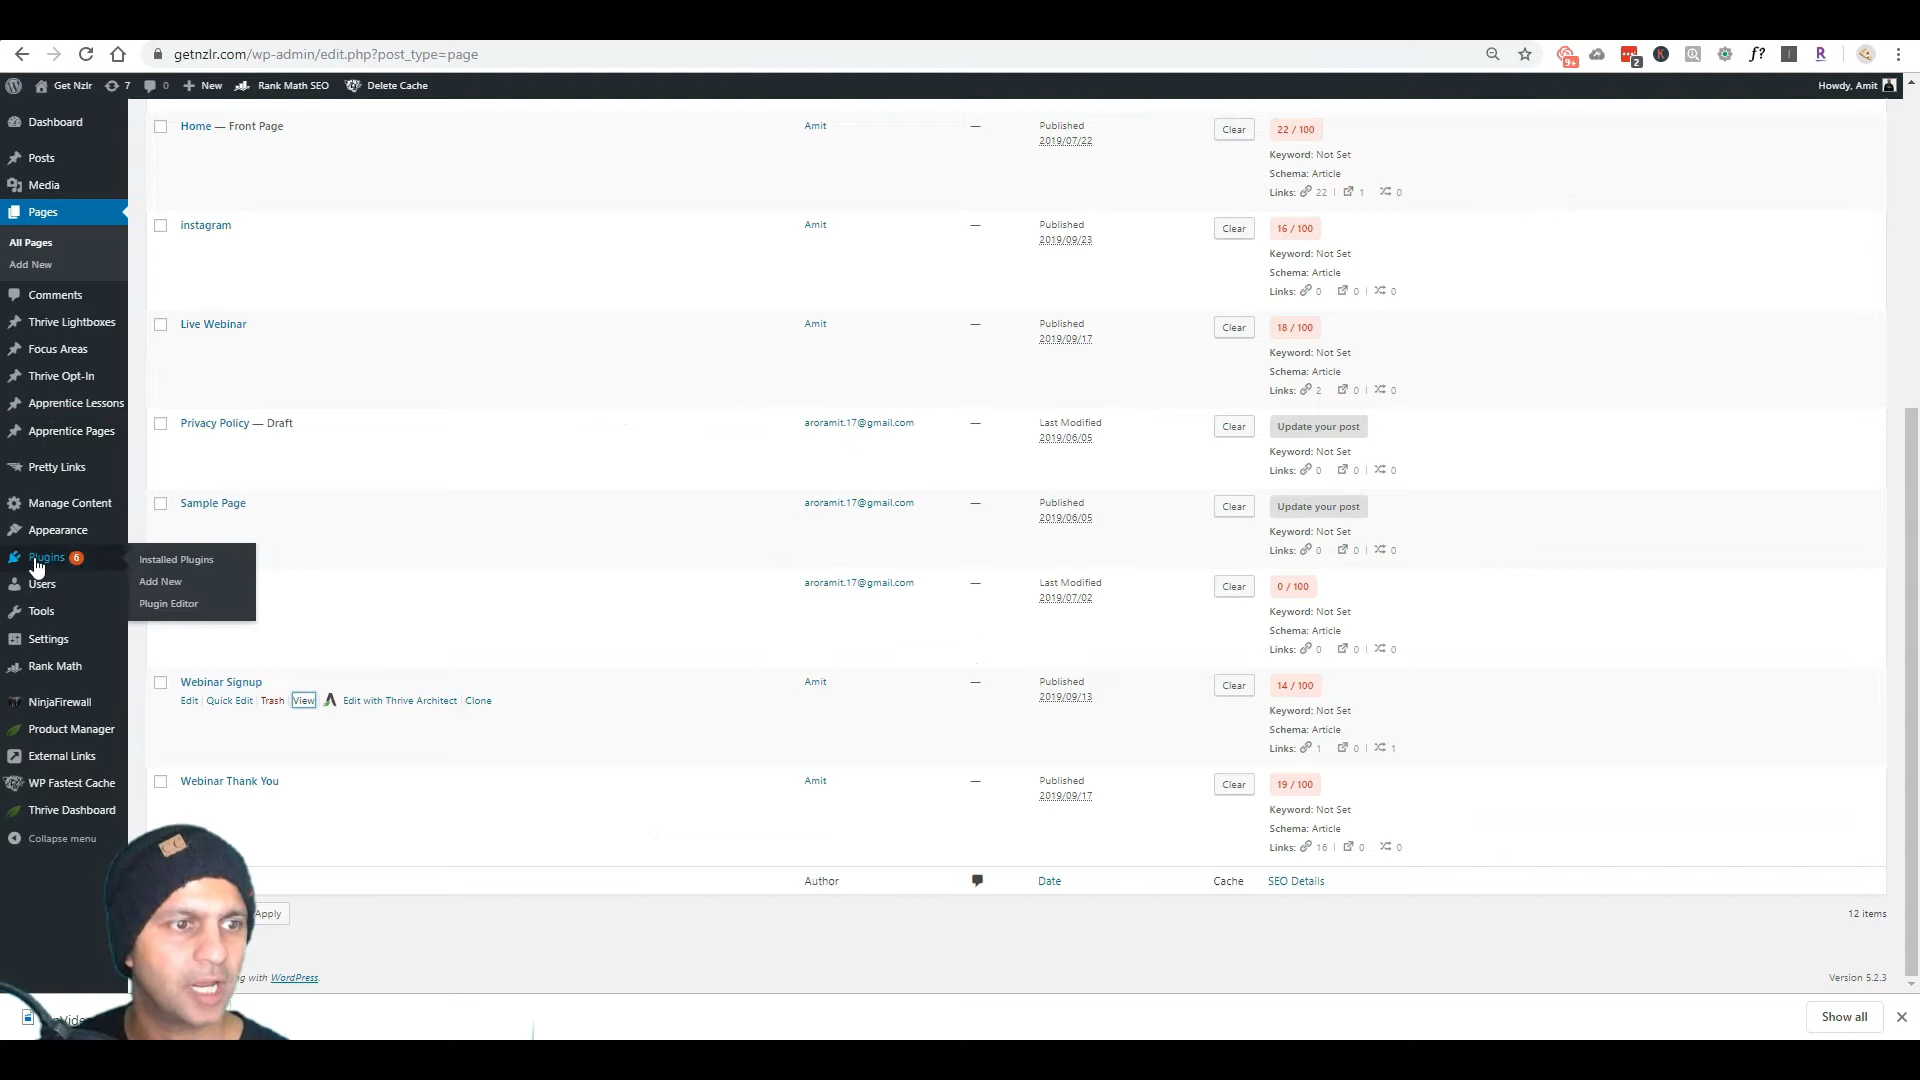 getnzlr.com/wp-admin/edit.php?post_type=page
9+
2
K
f?
R
Get Nzlr
7
0
New
Rank Math SEO
Delete Cache
Howdy, Amit
Dashboard
Posts
Media
Pages
All Pages
Add New
Comments
Thrive Lightboxes
Focus Areas
Thrive Opt-In
Apprentice Lessons
Apprentice Pages
Pretty Links
Manage Content
Appearance
Plugins 6
Users
Tools
Settings
Rank Math
NinjaFirewall
Product Manager
External Links
WP Fastest Cache
Thrive Dashboard
Collapse menu
Installed Plugins
Add New
Plugin Editor
Home — Front Page
Amit
—
Published
2019/07/22
Clear
22 / 100
Keyword: Not Set
Schema: Article
Links: 22 | 1 0
instagram
Amit
—
Published
2019/09/23
Clear
16 / 100
Keyword: Not Set
Schema: Article
Links: 0 0 | 0
Live Webinar
Amit
—
Published
2019/09/17
Clear
18 / 100
Keyword: Not Set
Schema: Article
Links: 2 0 | 0
Privacy Policy — Draft
aroramit.17@gmail.com
—
Last Modified
2019/06/05
Clear
Update your post
Keyword: Not Set
Links: 0 0 | 0
Sample Page
aroramit.17@gmail.com
—
Published
2019/06/05
Clear
Update your post
Keyword: Not Set
Links: 0 0 | 0
aroramit.17@gmail.com
—
Last Modified
2019/07/02
Clear
0 / 100
Keyword: Not Set
Schema: Article
Links: 0 0 | 0
Webinar Signup
Edit | Quick Edit | Trash | View Edit with Thrive Architect | Clone
Amit
—
Published
2019/09/13
Clear
14 / 100
Keyword: Not Set
Schema: Article
Links: 1 0 | 1
Webinar Thank You
Amit
—
Published
2019/09/17
Clear
19 / 100
Keyword: Not Set
Schema: Article
Links: 16 | 0 0
Author
Date
Cache
SEO Details
Apply
12 items
with WordPress.
Version 5.2.3
Show all